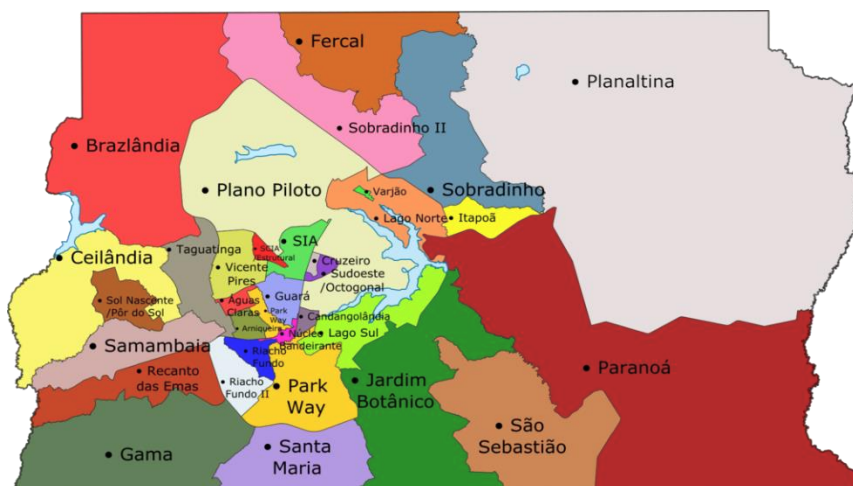 Fercal
Planaltina
Sobradinho II
Brazlândia
Plano Piloto
Varjão
Sobradinho
Lago Norte
Itapoã
Taguatinga
SIA
SCIA
/Estrutural
Ceilândia
Cruzeiro
Vicente
Pires
Sudoeste
/Octogonal
Sol Nascente
/Pôr do Sol
Águas
Claras
Guará
Park
Way
Candangolândia
Arniqueira
Núcleo
Bandeirante
Lago Sul
Samambaia
Riacho
Fundo
Recanto
das Emas
Riacho
Fundo II
Park
Way
Jardim
Botânico
Paranoá
São
Sebastião
Gama
Santa
Maria